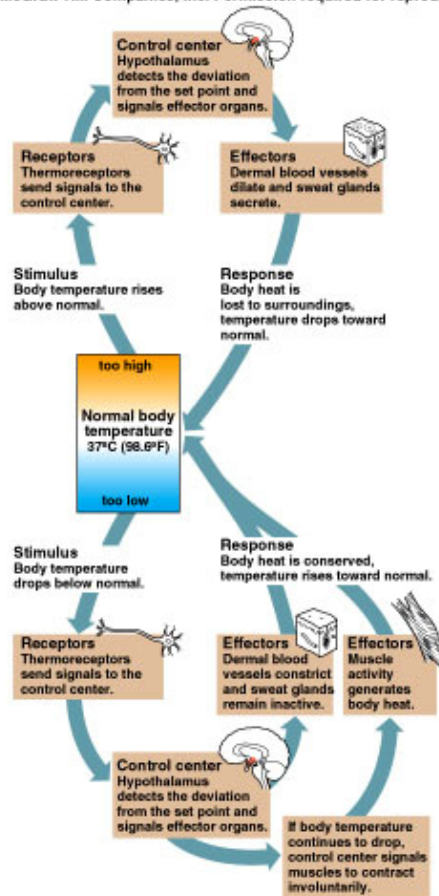 Control center
Hypothalamus
detects the deviation
from the set point and
signals effector organs.
Receptors
Thermoreceptors
send signals to the
control center.
Effectors
Dermal blood vessels
dilate and sweat glands
secrete.
Stimulus
Body temperature rises
above normal.
Response
Body heat is
lost to surroundings,
temperature drops toward
normal.
too high
Normal body
temperature
37ºC (98.6ºF)
too low
Stimulus
Body temperature
drops below normal.
Response
Body heat is conserved,
temperature rises toward normal.
Receptors
Thermoreceptors
send signals to the
control center.
Effectors
Dermal blood
vessels constrict
and sweat glands
remain inactive.
Effectors
Muscle
activity
generates
body heat.
Control center
Hypothalamus
detects the deviation
from the set point and
signals effector organs.
If body temperature
continues to drop,
control center signals
muscles to contract
involuntarily.